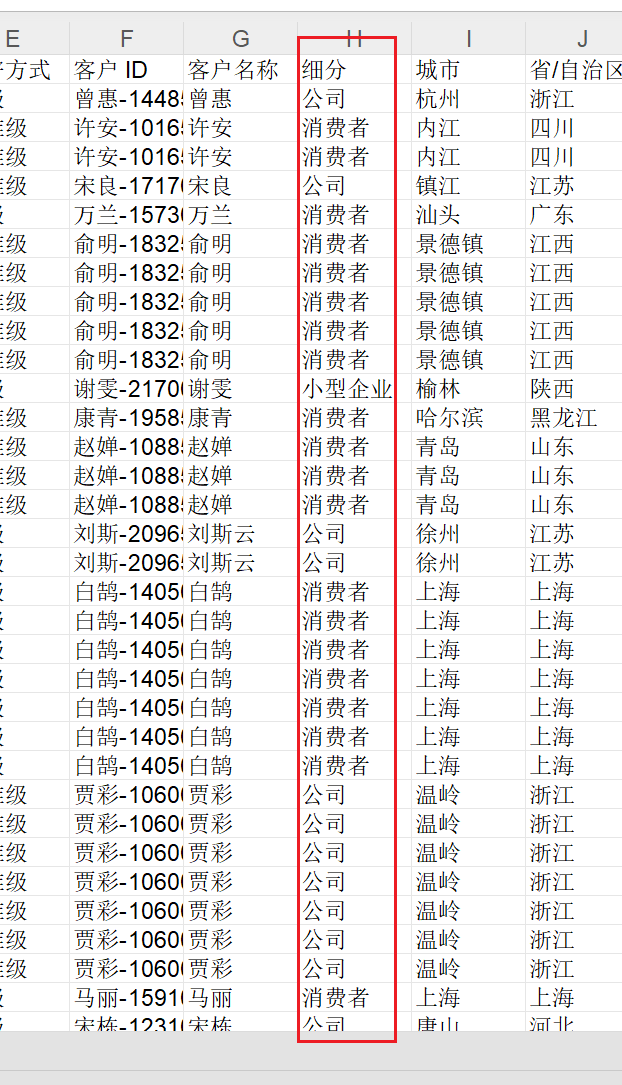 E F G H I J
方式 客户 ID 客户名称 细分 城市 省/自治区
曾惠-1448 曾惠 公司 杭州 浙江
级 许安-1016 许安 消费者 内江 四川
级 许安-1016 许安 消费者 内江 四川
级 宋良-1717 宋良 公司 镇江 江苏
万兰-1573 万兰 消费者 汕头 广东
级 俞明-1832 俞明 消费者 景德镇 江西
级 俞明-1832 俞明 消费者 景德镇 江西
级 俞明-1832 俞明 消费者 景德镇 江西
级 俞明-1832 俞明 消费者 景德镇 江西
级 俞明-1832 俞明 消费者 景德镇 江西
谢雯-2170 谢雯 小型企业 榆林 陕西
级 康青-1958 康青 消费者 哈尔滨 黑龙江
级 赵婵-1088 赵婵 消费者 青岛 山东
级 赵婵-1088 赵婵 消费者 青岛 山东
级 赵婵-1088 赵婵 消费者 青岛 山东
刘斯-2096 刘斯云 公司 徐州 江苏
刘斯-2096 刘斯云 公司 徐州 江苏
白鹄-1405 白鹄 消费者 上海 上海
白鹄-1405 白鹄 消费者 上海 上海
白鹄-1405 白鹄 消费者 上海 上海
白鹄-1405 白鹄 消费者 上海 上海
白鹄-1405 白鹄 消费者 上海 上海
白鹄-1405 白鹄 消费者 上海 上海
白鹄-1405 白鹄 消费者 上海 上海
级 贾彩-1060 贾彩 公司 温岭 浙江
级 贾彩-1060 贾彩 公司 温岭 浙江
级 贾彩-1060 贾彩 公司 温岭 浙江
级 贾彩-1060 贾彩 公司 温岭 浙江
级 贾彩-1060 贾彩 公司 温岭 浙江
级 贾彩-1060 贾彩 公司 温岭 浙江
级 贾彩-1060 贾彩 公司 温岭 浙江
马丽-1591 马丽 消费者 上海 上海
宋栋-1231 宋栋 公司 唐山 河北